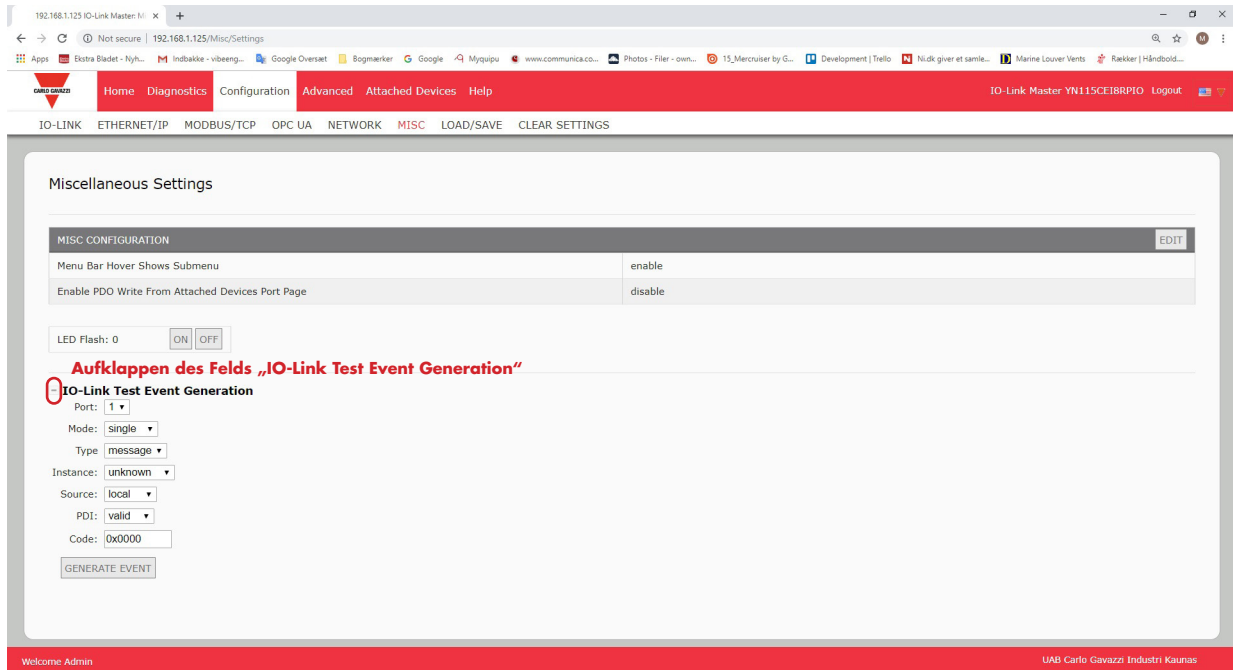 192.168.1.125 IO-Link Master: M
Not secure | 192.168.1.125/Misc/Settings
Apps Ekstra Bladet - Nyh... Indbakke - vibeeng... Google Oversæt Bogmærker Google Myquipu www.communica.co... Photos - Filer - own... 15_Mercruiser by G... Development | Trello Ni.dk giver et samle... Marine Louver Vents Rækker | Håndbold....
CARLO GAVAZZI
Home Diagnostics Configuration Advanced Attached Devices Help
IO-Link Master YN115CEI8RPIO Logout
IO-LINK ETHERNET/IP MODBUS/TCP OPC UA NETWORK MISC LOAD/SAVE CLEAR SETTINGS
Miscellaneous Settings
MISC CONFIGURATION EDIT
Menu Bar Hover Shows Submenu enable
Enable PDO Write From Attached Devices Port Page disable
LED Flash: 0 ON OFF
Aufklappen des Felds „IO-Link Test Event Generation“
IO-Link Test Event Generation
Port: 1
Mode: single
Type message
Instance: unknown
Source: local
PDI: valid
Code: 0x0000
GENERATE EVENT
Welcome Admin
UAB Carlo Gavazzi Industri Kaunas